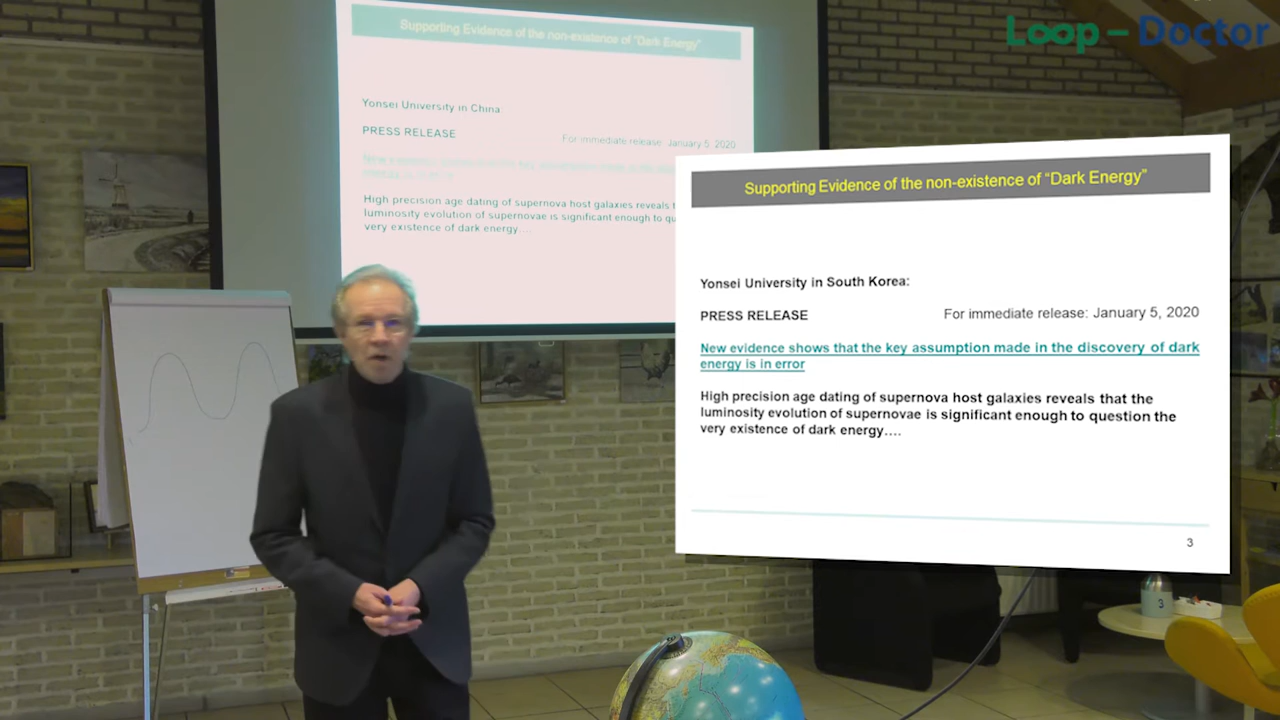 Loop – Doctor
Supporting Evidence of the non-existence of "Dark Energy"
Yonsei University in China
PRESS RELEASE
For immediate release: January 5, 2020
High precision age dating of supernova host galaxies reveals
luminosity evolution of supernovae is significant enough to
very existence of dark energy....
Supporting Evidence of the non-existence of "Dark Energy"
Yonsei University in South Korea:
PRESS RELEASE
For immediate release: January 5, 2020
New evidence shows that the key assumption made in the discovery of dark
energy is in error
High precision age dating of supernova host galaxies reveals that the
luminosity evolution of supernovae is significant enough to question the
very existence of dark energy....
3
3